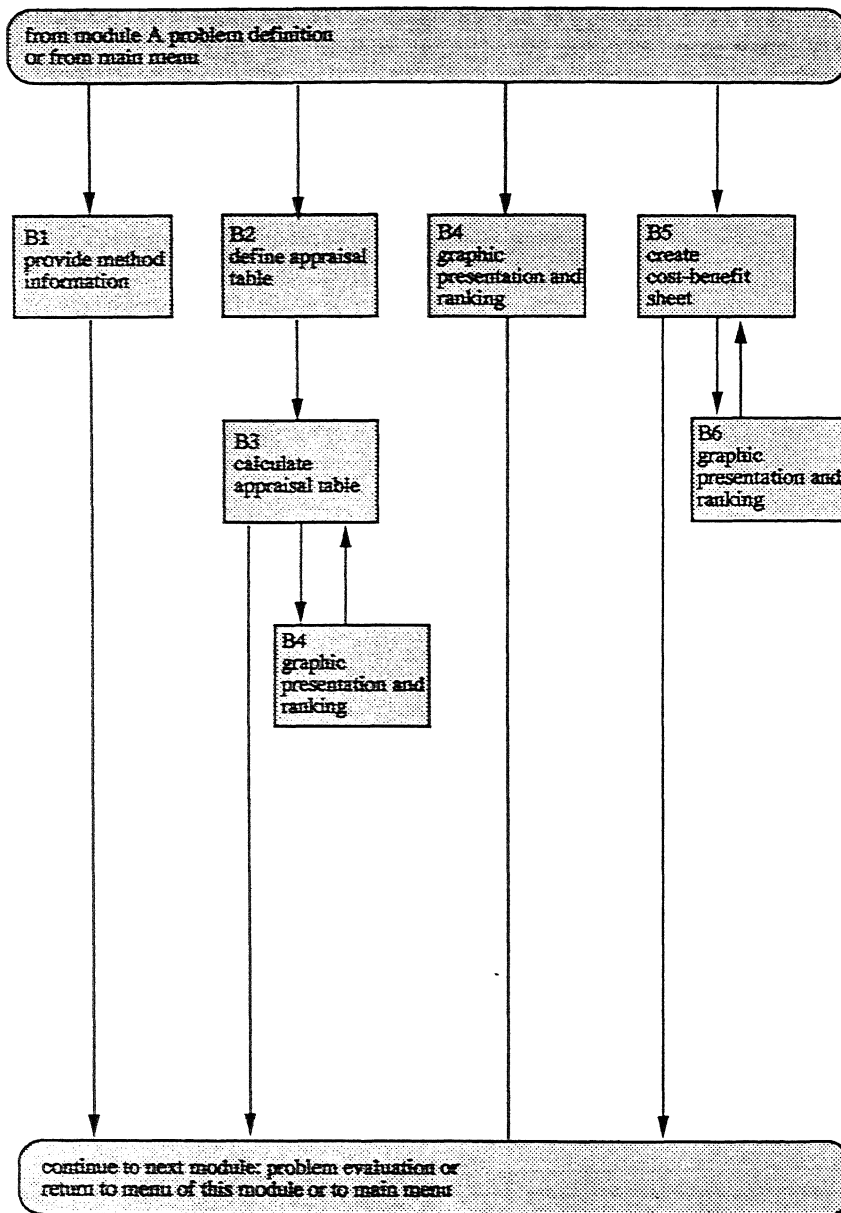 from module A problem definition
or from main menu
B1
provide method
information
B2
define appraisal
table
B4
graphic
presentation and
ranking
B5
create
cost-benefit
sheet
B3
calculate
appraisal table
B6
graphic
presentation and
ranking
B4
graphic
presentation and
ranking
continue to next module: problem evaluation or
return to menu of this module or to main menu